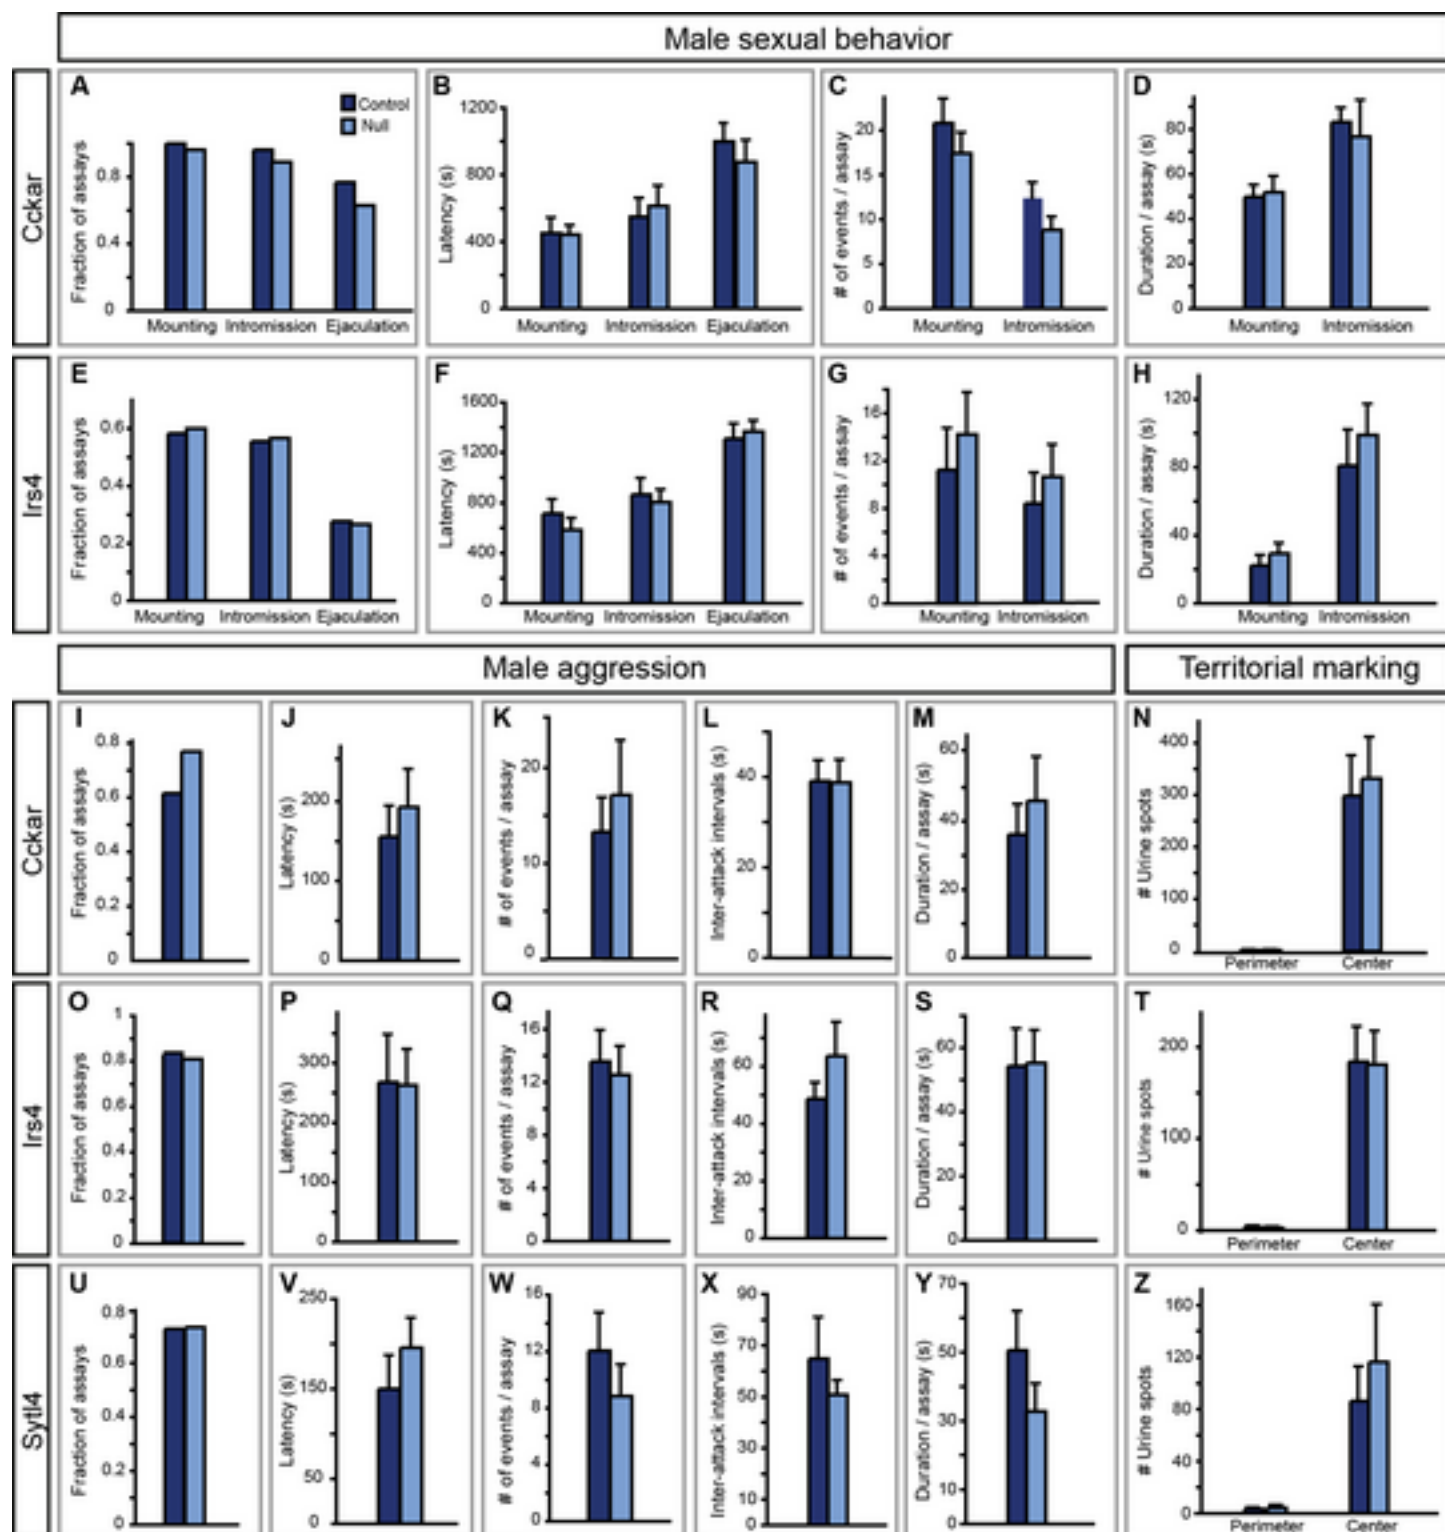 Male sexual behavior
Cckar
A
Control
Null
Fraction of assays
0.8
0.4
0
Mounting Intromission Ejaculation
B
Latency (s)
1200
800
400
0
Mounting Intromission Ejaculation
C
# of events / assay
20
15
10
5
0
Mounting Intromission
D
Duration / assay (s)
80
60
40
20
0
Mounting Intromission
Irs4
E
Fraction of assays
0.6
0.4
0.2
0
Mounting Intromission Ejaculation
F
Latency (s)
1600
1200
800
400
0
Mounting Intromission Ejaculation
G
# of events / assay
16
12
8
4
0
Mounting Intromission
H
Duration / assay (s)
120
80
40
0
Mounting Intromission
Male aggression
Territorial marking
Cckar
I
Fraction of assays
0.8
0.6
0.4
0.2
0
J
Latency (s)
200
100
0
K
# of events / assay
20
10
0
L
Inter-attack intervals (s)
40
20
0
M
Duration / assay (s)
60
40
20
0
N
# Urine spots
400
300
200
100
0
Perimeter Center
Irs4
O
Fraction of assays
1
0.8
0.6
0.4
0.2
0
P
Latency (s)
300
200
100
0
Q
# of events / assay
16
12
8
4
0
R
Inter-attack intervals (s)
60
40
20
0
S
Duration / assay (s)
60
40
20
0
T
# Urine spots
200
100
0
Perimeter Center
Sytl4
U
Fraction of assays
0.8
0.6
0.4
0.2
0
V
Latency (s)
250
150
50
0
W
# of events / assay
16
12
8
4
0
X
Inter-attack intervals (s)
90
70
50
30
10
0
Y
Duration / assay (s)
70
50
30
10
0
Z
# Urine spots
160
120
80
40
0
Perimeter Center